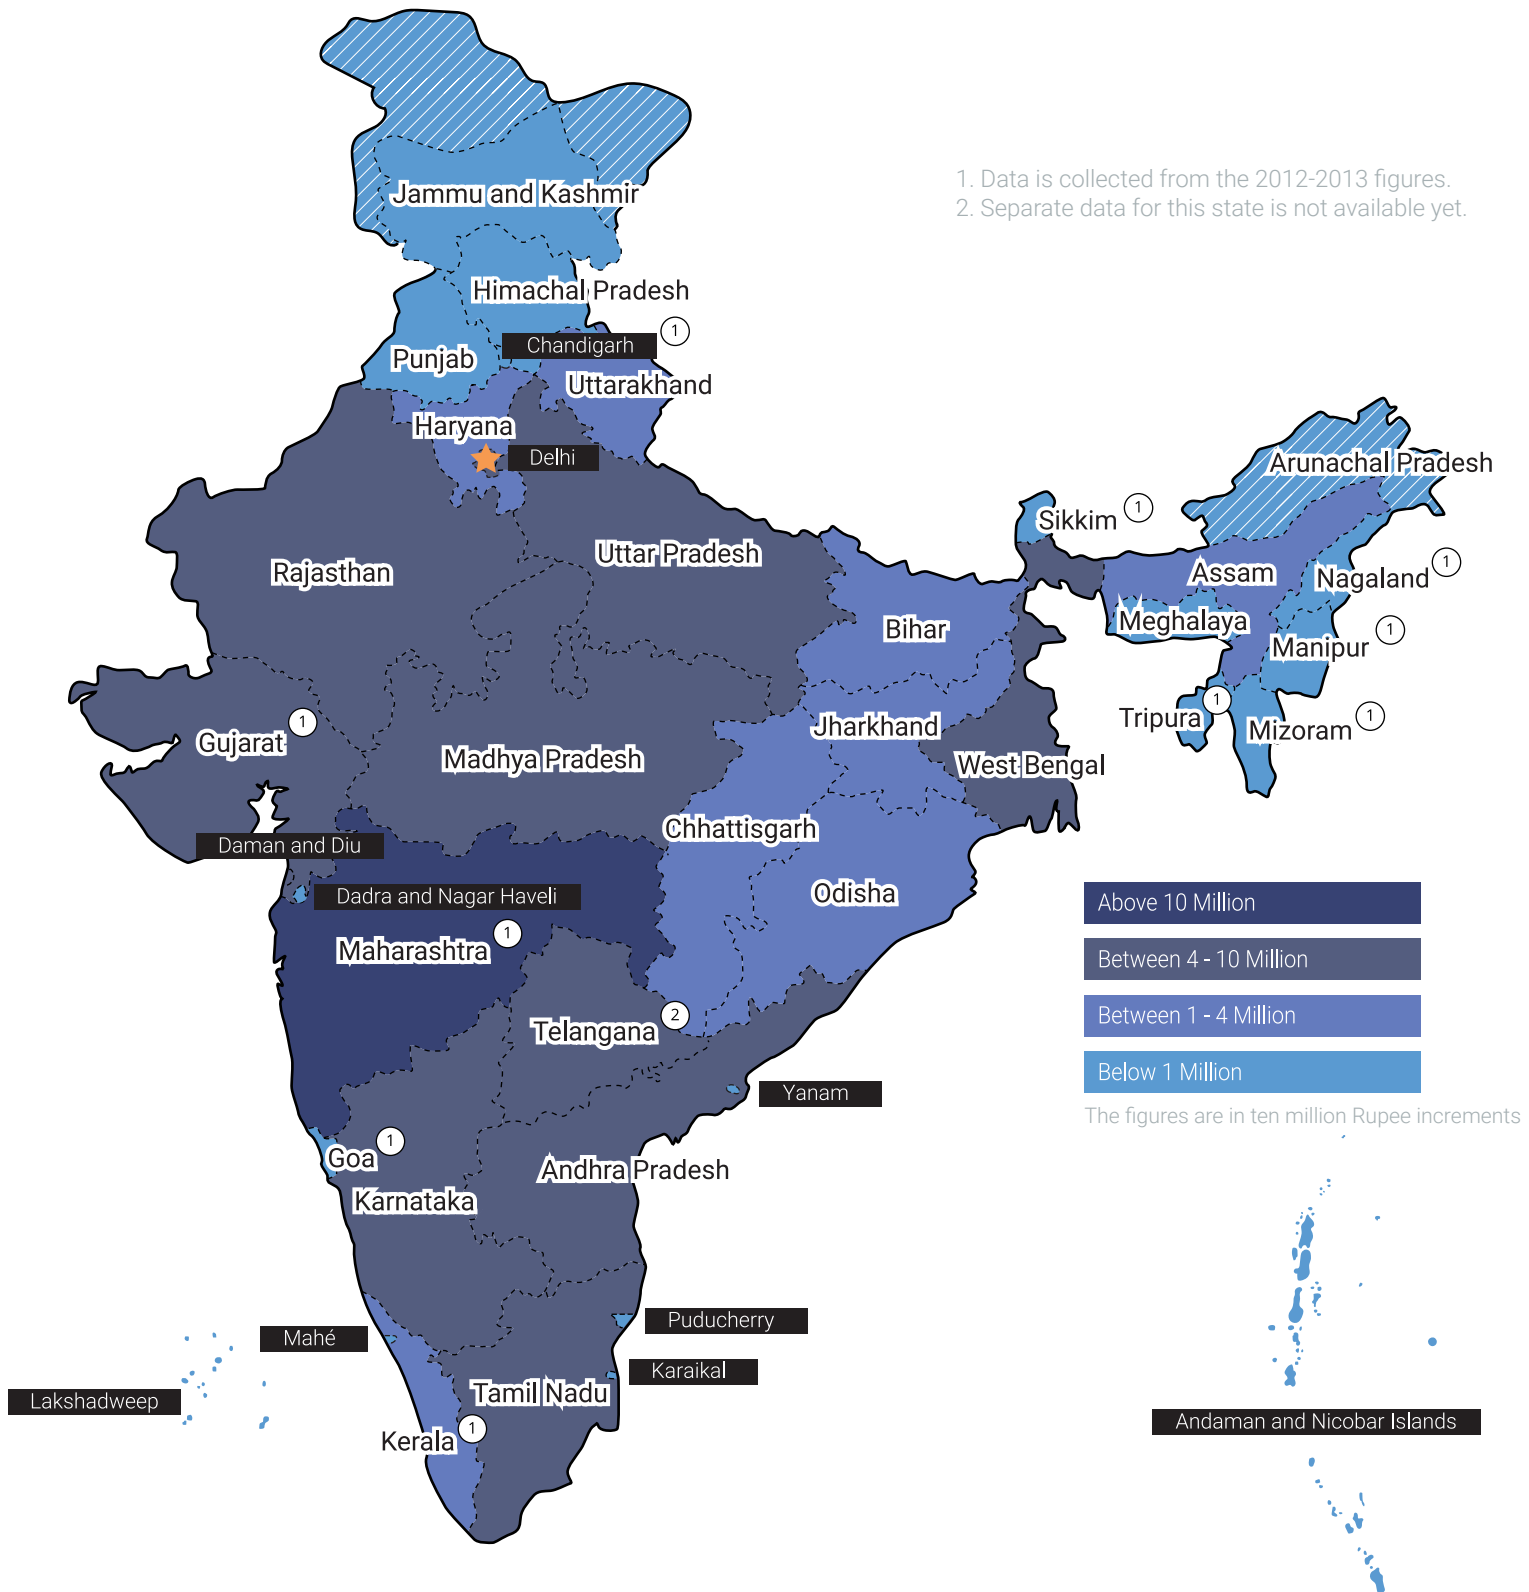 1. Data is collected from the 2012-2013 figures.
2. Separate data for this state is not available yet.
Jammu and Kashmir
Himachal Pradesh
1
Chandigarh
Punjab
Uttarakhand
Haryana
Delhi
Arunachal Pradesh
Sikkim
1
Uttar Pradesh
Rajasthan
Assam
Nagaland
1
Meghalaya
Bihar
Manipur
1
Tripura
1
Mizoram
1
Gujarat
1
Jharkhand
Madhya Pradesh
West Bengal
Chhattisgarh
Daman and Diu
Dadra and Nagar Haveli
Odisha
Maharashtra
1
Above 10 Million
Between 4 - 10 Million
Between 1 - 4 Million
Below 1 Million
The figures are in ten million Rupee increments
Telangana
2
Yanam
Goa
1
Andhra Pradesh
Karnataka
Puducherry
Mahé
Karaikal
Lakshadweep
Tamil Nadu
Kerala
1
Andaman and Nicobar Islands